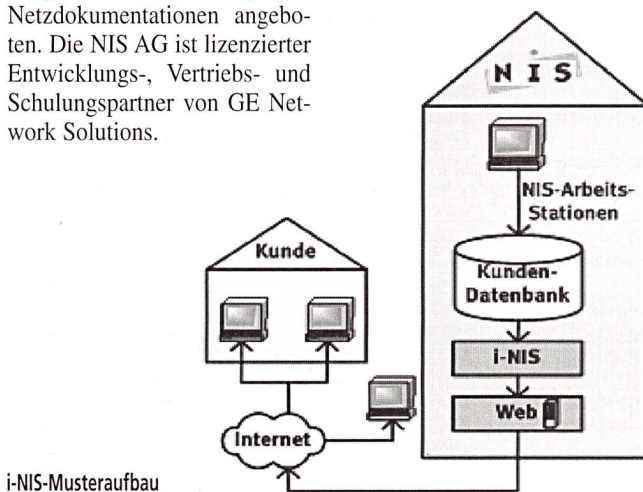 Netzdokumentationen angebo-
ten. Die NIS AG ist lizenzierter
Entwicklungs-, Vertriebs- und
Schulungspartner von GE Net-
work Solutions.
N I S
NIS-Arbeits-
Stationen
Kunde
Kunden-
Datenbank
i-NIS
Web
Internet
i-NIS-Musteraufbau